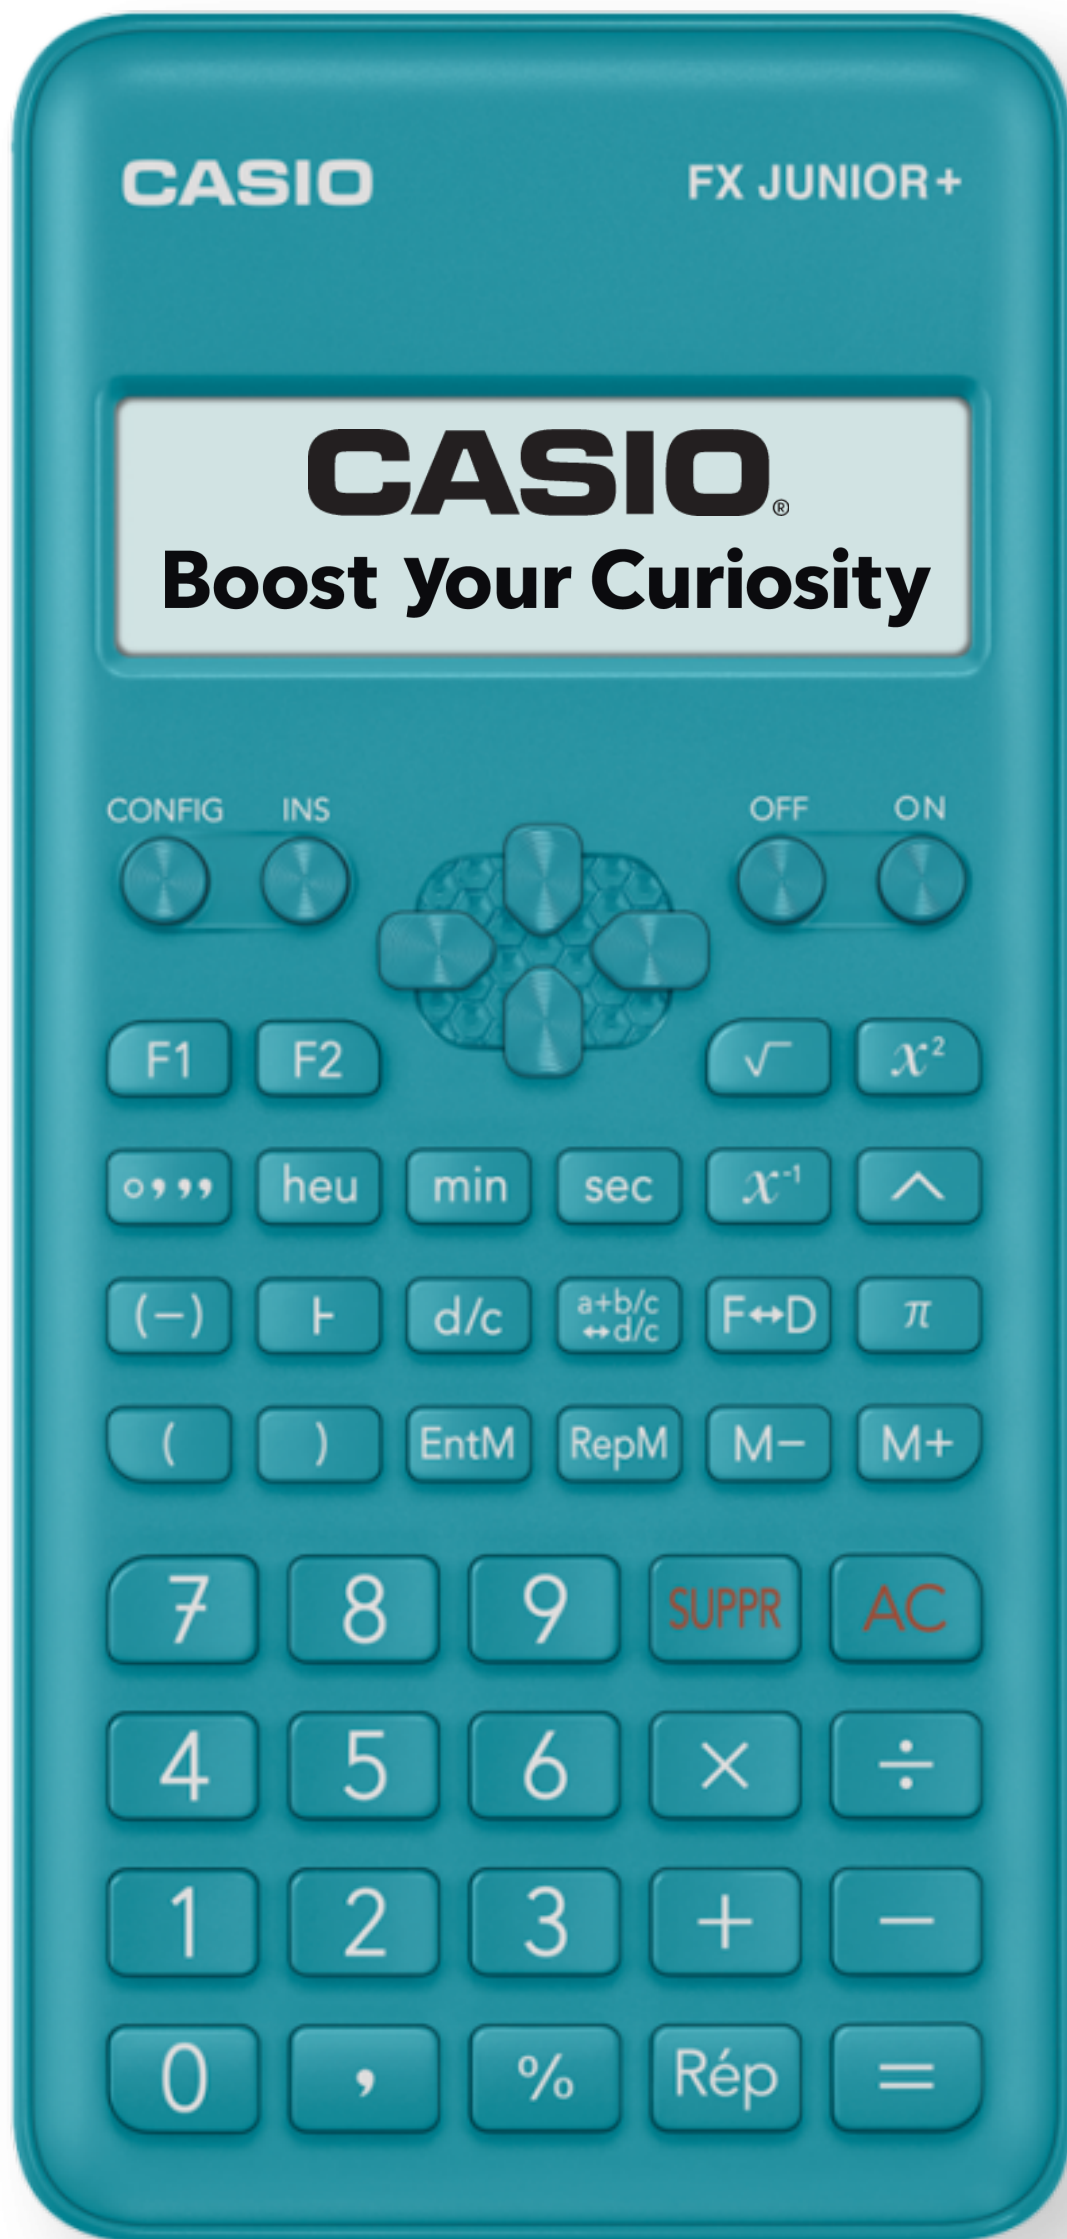 CASIO FX JUNIOR+
CASIO®
Boost your Curiosity
CONFIG INS OFF ON
F1 F2 √ x²
°,,, heu min sec x⁻¹ ^
(−) ⊦ d/c a+b/c ↔d/c F↔D π
( ) EntM RepM M− M+
7 8 9 SUPPR AC
4 5 6 × ÷
1 2 3 + −
0 , % Rép =